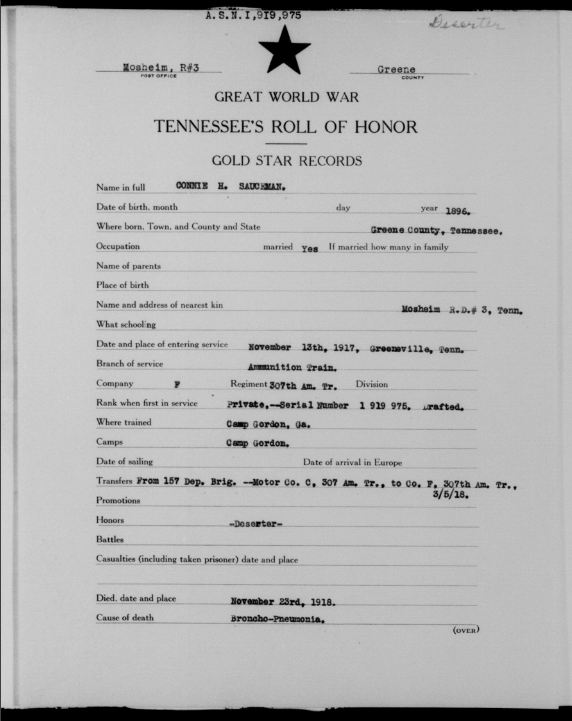 A.S.N.1,919,975
Deserter
Mosheim, R#3
POST OFFICE
Greene
COUNTY
GREAT WORLD WAR
TENNESSEE'S ROLL OF HONOR
GOLD STAR RECORDS
Name in full CONNIE H. SAUCEMAN.
Date of birth, month day year 1896.
Where born, Town, and County and State Greene County, Tennessee.
Occupation married Yes If married how many in family
Name of parents
Place of birth
Name and address of nearest kin Mosheim R.D.# 3, Tenn.
What schooling
Date and place of entering service November 13th, 1917, Greeneville, Tenn.
Branch of service Ammunition Train.
Company F Regiment 307th Am. Tr. Division
Rank when first in service Private,--Serial Number 1 919 975. Drafted.
Where trained Camp Gordon, Ga.
Camps Camp Gordon.
Date of sailing Date of arrival in Europe
Transfers From 157 Dep. Brig. --Motor Co. C, 307 Am. Tr., to Co. F, 307th Am. Tr.,
3/5/18.
Promotions
Honors -Deserter-
Battles
Casualties (including taken prisoner) date and place
Died, date and place November 23rd, 1918.
Cause of death Broncho-Pneumonia.
(OVER)